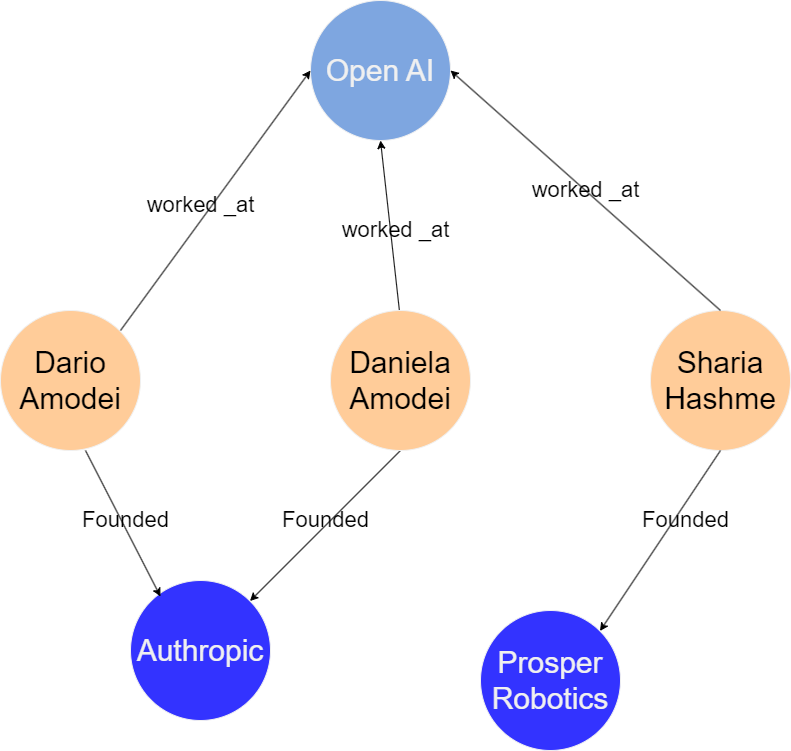 Open AI
worked _at
worked _at
worked _at
Dario
Amodei
Daniela
Amodei
Sharia
Hashme
Founded
Founded
Founded
Authropic
Prosper
Robotics